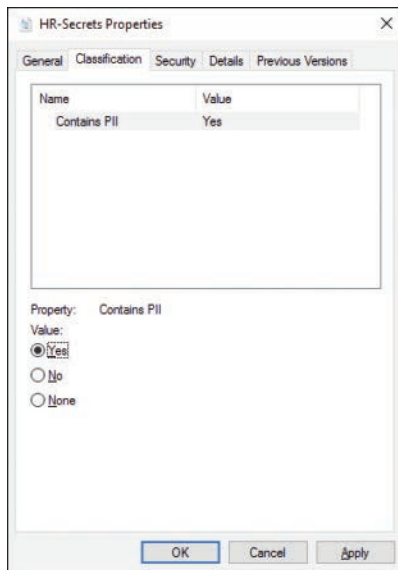 HR-Secrets Properties
General Classification Security Details Previous Versions
Name Value
Contains PII Yes
Property: Contains PII
Value:
Yes
No
None
OK Cancel Apply